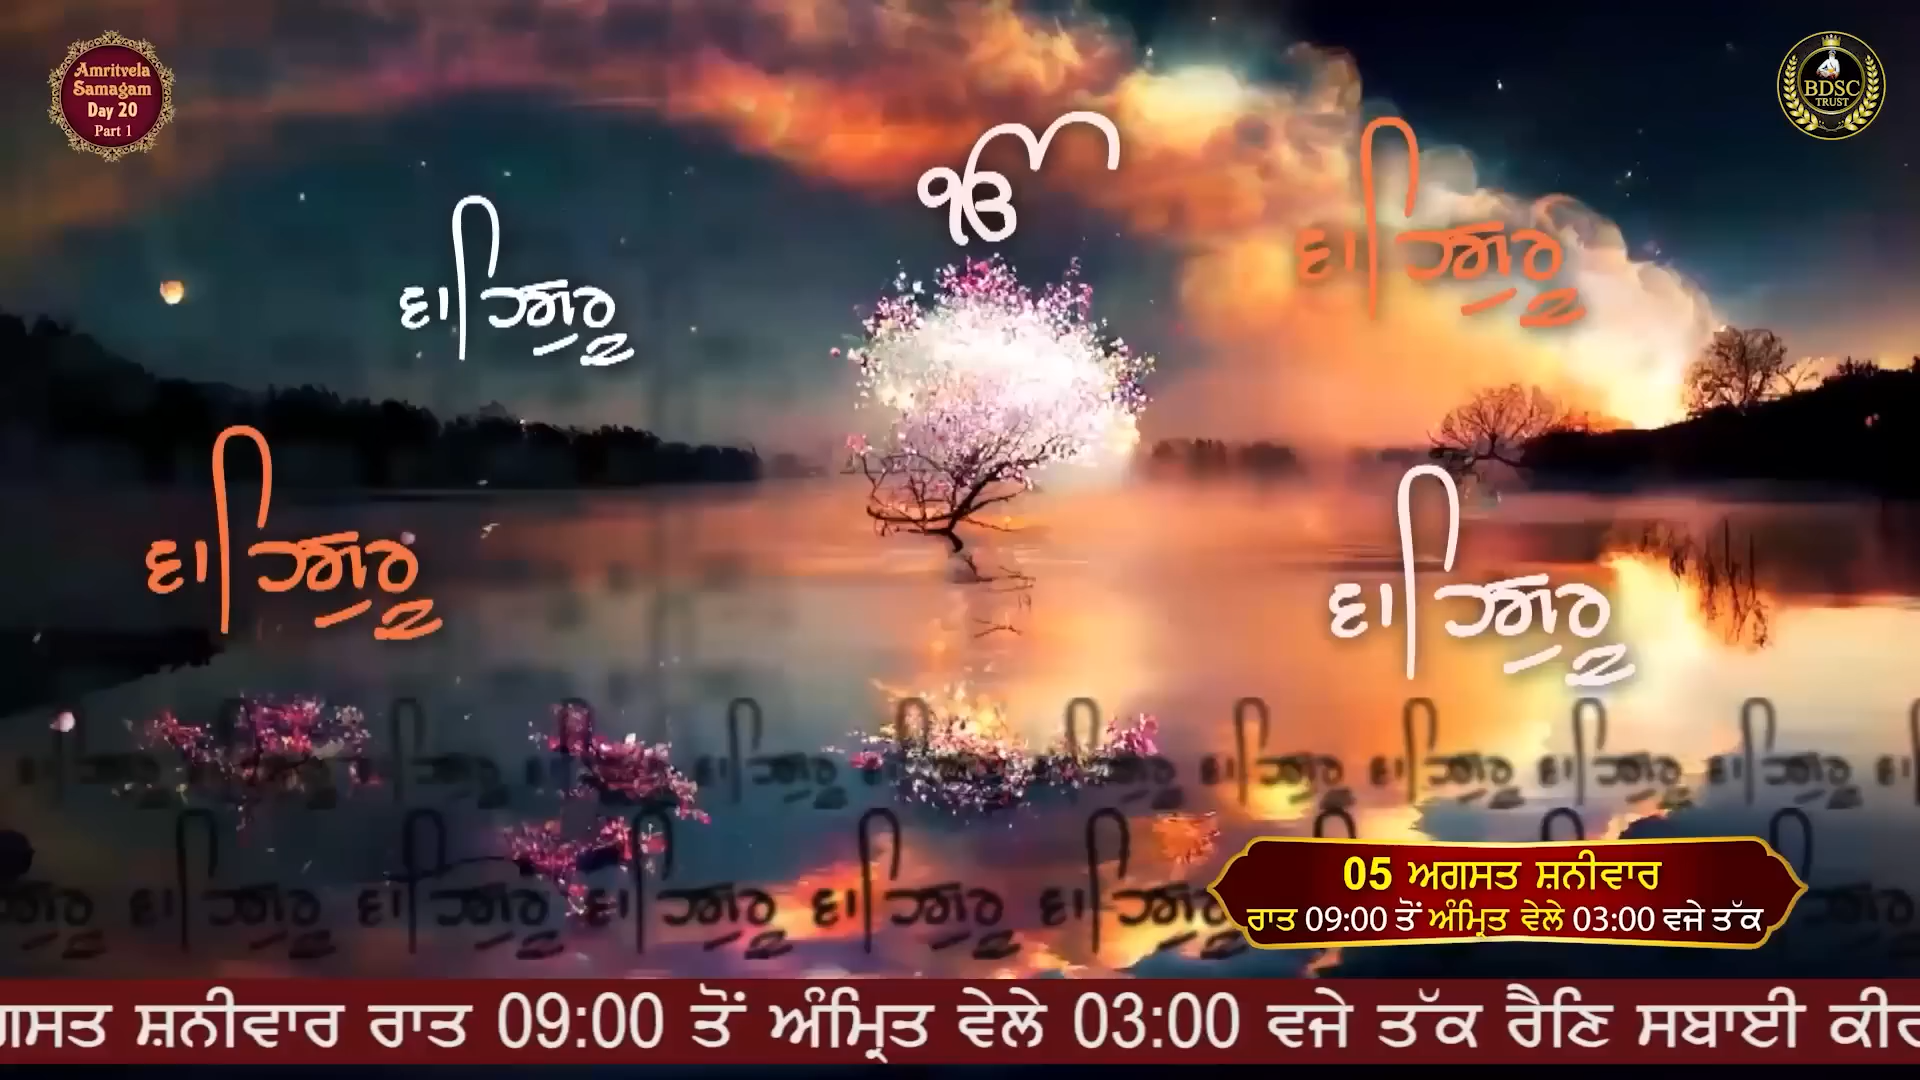 Amritvela
Samagam
Day 20
Part 1
BDSC
TRUST
ੴ
ਵਾਹਿਗੁਰੂ
ਵਾਹਿਗੁਰੂ
ਵਾਹਿਗੁਰੂ
ਵਾਹਿਗੁਰੂ
ਵਾਹਿਗੁਰੂ ਵਾਹਿਗੁਰੂ ਵਾਹਿਗੁਰੂ ਵਾਹਿਗੁਰੂ ਵਾਹਿਗੁਰੂ ਵਾਹਿਗੁਰੂ ਵਾਹਿਗੁਰੂ ਵਾਹਿਗੁਰੂ ਵਾਹਿਗੁਰੂ ਵਾਹਿਗੁਰੂ ਵਾਹਿਗੁਰੂ
ਵਾਹਿਗੁਰੂ ਵਾਹਿਗੁਰੂ ਵਾਹਿਗੁਰੂ ਵਾਹਿਗੁਰੂ ਵਾਹਿਗੁਰੂ
05 ਅਗਸਤ ਸ਼ਨੀਵਾਰ
ਰਾਤ 09:00 ਤੋਂ ਅੰਮ੍ਰਿਤ ਵੇਲੇ 03:00 ਵਜੇ ਤੱਕ
ਗਸਤ ਸ਼ਨੀਵਾਰ ਰਾਤ 09:00 ਤੋਂ ਅੰਮ੍ਰਿਤ ਵੇਲੇ 03:00 ਵਜੇ ਤੱਕ ਰੈਣਿ ਸਬਾਈ ਕੀਰ